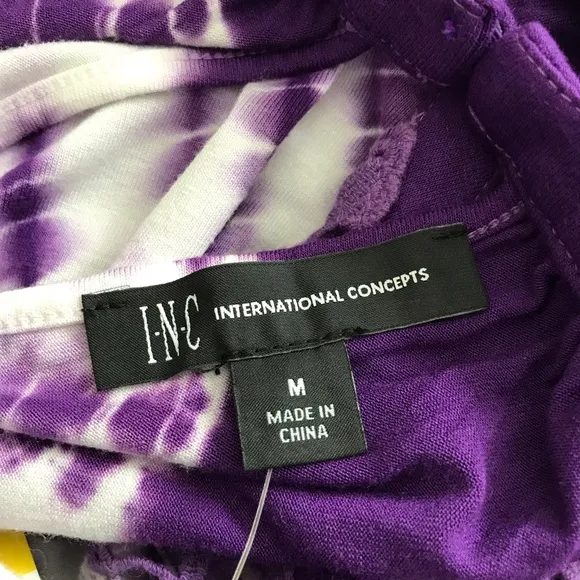 I-N-C INTERNATIONAL CONCEPTS
M
MADE IN
CHINA